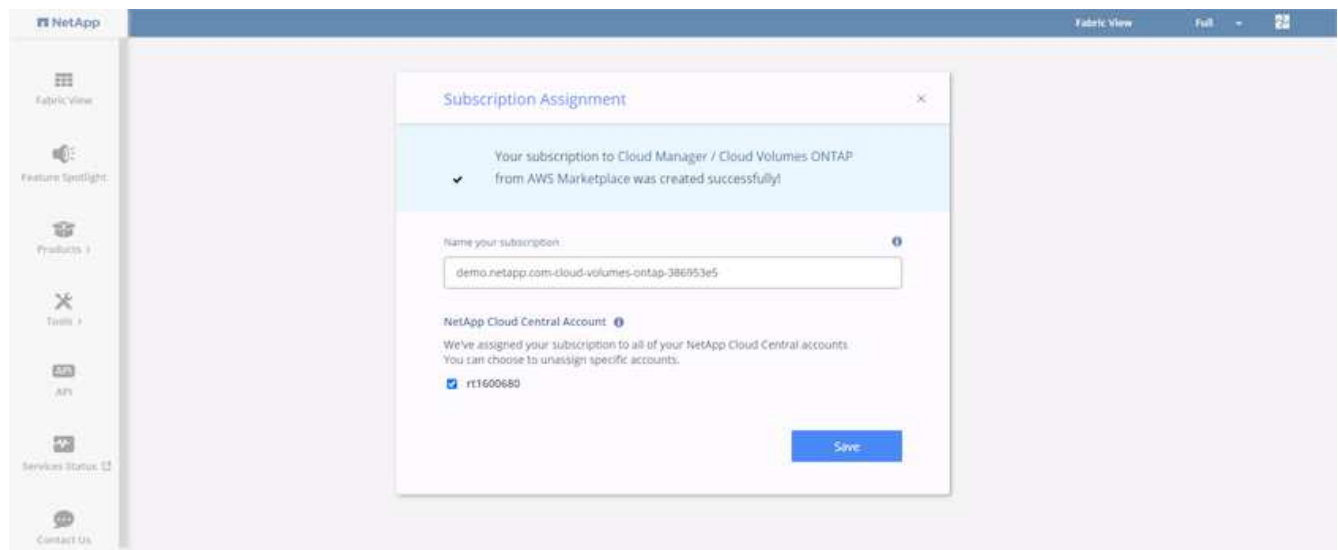 NetApp
Fabric View
Full
Fabric View
Feature Spotlight
Products
Tools
API
API
Services Status
Contact Us
Subscription Assignment
Your subscription to Cloud Manager / Cloud Volumes ONTAP
from AWS Marketplace was created successfully!
Name your subscription
demo.netapp.com-cloud-volumes-ontap-386953e5
NetApp Cloud Central Account
We've assigned your subscription to all of your NetApp Cloud Central accounts
You can choose to unassign specific accounts.
rt1600680
Save